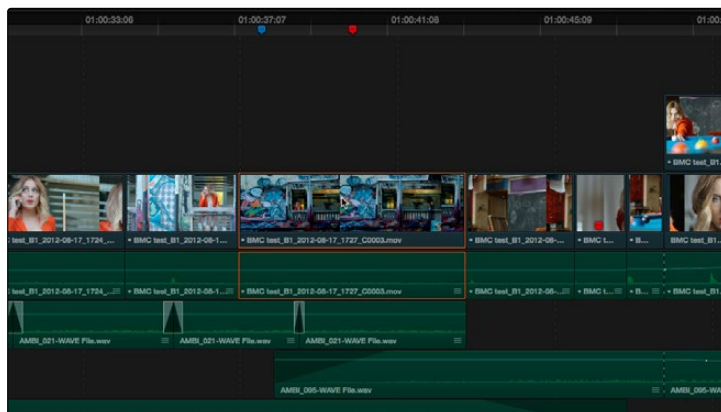 01:00:33:06 01:00:37:07 01:00:41:08 01:00:45:09 01:00:
• BMC test_B1.
C test_B1_2012-08-17_1724_... • BMC test_B1_2012-08-1... • BMC test_B1_2012-08-17_1727_C0003.mov • BMC test_B1_2012-08-... • BMC t... • B... • BMC test_B1.
C test_B1_2012-08-17_1724_... • BMC test_B1_2012-08-1... • BMC test_B1_2012-08-17_1727_C0003.mov • BMC test_B1_2012-08-... • BMC t... • B... • BMC test_B1
AMBI_021-WAVE File.wav AMBI_021-WAVE File.wav AMBI_021-WAVE File.wav
AMBI_095-WAVE File.wav AMBI_095-WA